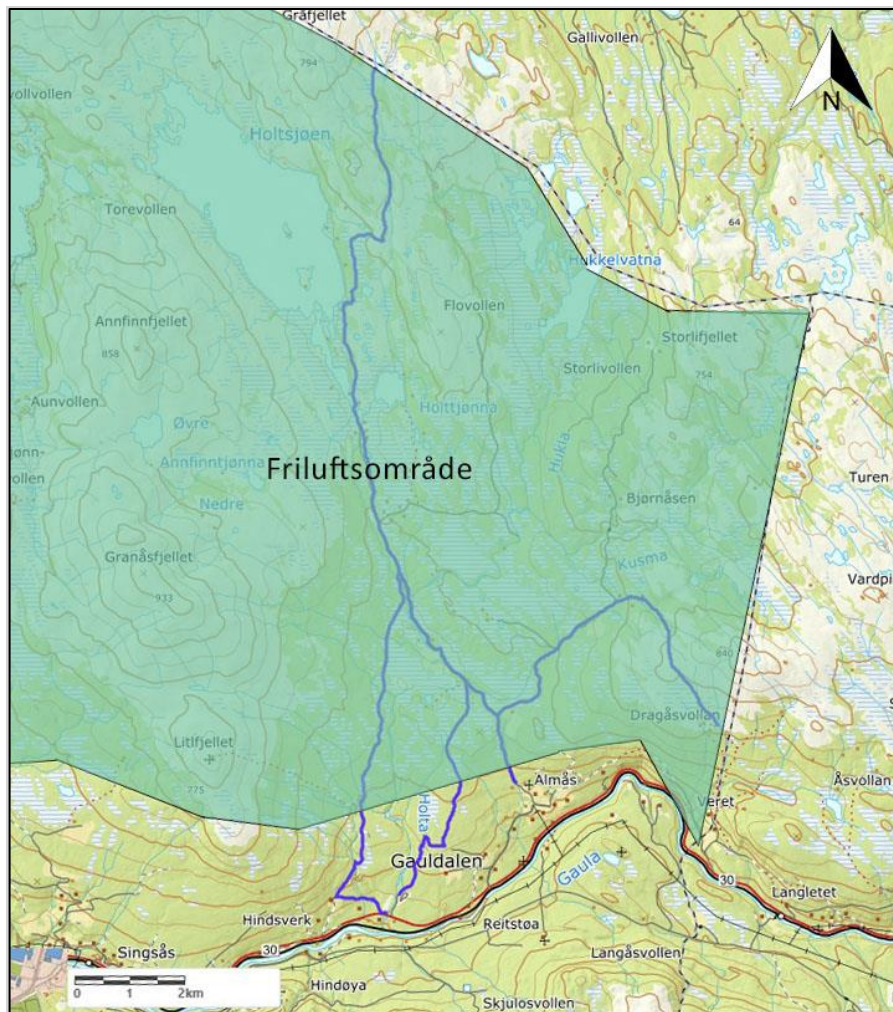 Gråfjellet
Gallivollen
794
N
vollvollen
Holtsjøen
Torevollen
64
Hukkelvatna
Flovollen
Annfinnfjellet
Storlifjellet
858
Storlivollen
754
Aunvollen
Holttjønna
Øvre
Hukla
Annfinntjønna
Friluftsområde
Turen
Nedre
Bjørnåsen
Granåsfjellet
Kusma
Vardpi
933
840
Dragåsvollan
Litlfjellet
Almås
Åsvollan
775
Veret
Holta
Gauldalen
Gaula
30
Langletet
Hindsverk
Reitstøa
Singsås
30
Langåsvollen
Hindøya
0 1 2km
Skjulosvollen